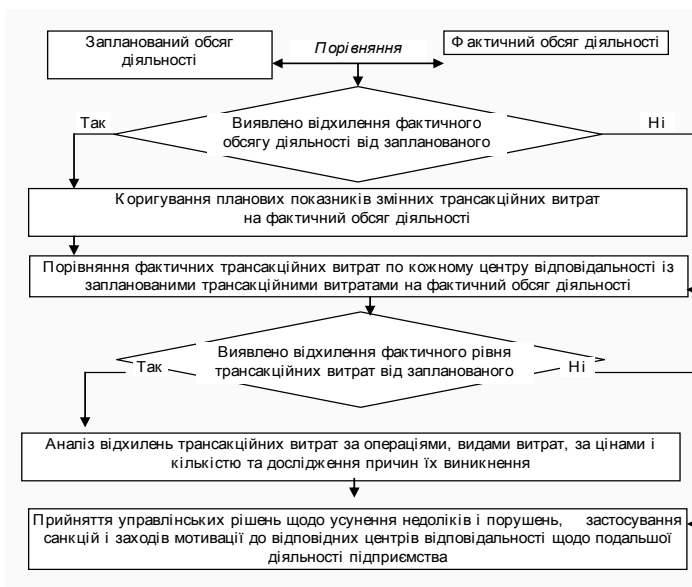 Запланований обсяг
діяльності
Порівняння
Фактичний обсяг діяльності
Так
Виявлено відхилення фактичного
обсягу діяльності від запланованого
Ні
Коригування планових показників змінних трансакційних витрат
на фактичний обсяг діяльності
Порівняння фактичних трансакційних витрат по кожному центру відповідальності із
запланованими трансакційними витратами на фактичний обсяг діяльності
Виявлено відхилення фактичного рівня
трансакційних витрат від запланованого
Так
Ні
Аналіз відхилень трансакційних витрат за операціями, видами витрат, за цінами і
кількістю та дослідження причин їх виникнення
Прийняття управлінських рішень щодо усунення недоліків і порушень, застосування
санкцій і заходів мотивації до відповідних центрів відповідальності щодо подальшої
діяльності підприємства